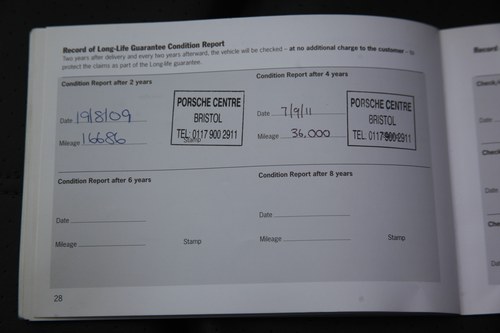 Record of Long-Life Guarantee Condition Report
Two years after delivery and every two years afterward, the vehicle will be checked – at no additional charge to the customer – to
protect the claims as part of the Long-life guarantee.
Condition Report after 2 years
Date 19/8/09
Mileage 16686
Stamp
PORSCHE CENTRE
BRISTOL
TEL: 0117 900 2911
Condition Report after 4 years
Date 7/9/11
Mileage 36,000
PORSCHE CENTRE
BRISTOL
TEL: 0117 900 2911
Condition Report after 6 years
Date
Mileage
Stamp
Condition Report after 8 years
Date
Mileage
Stamp
28
Record